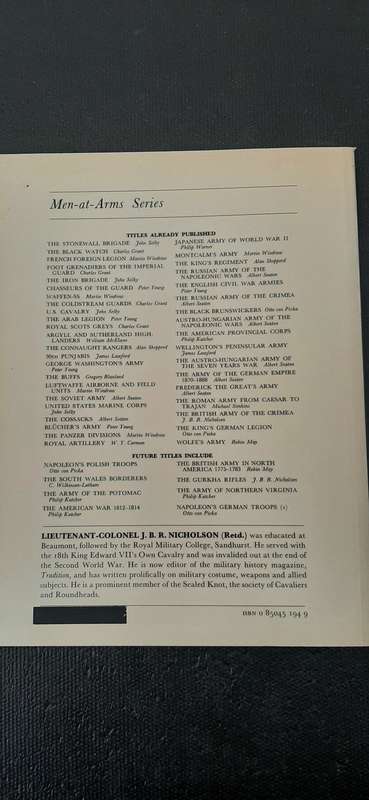 Men-at-Arms Series
TITLES ALREADY PUBLISHED
THE STONEWALL BRIGADE John Selby
THE BLACK WATCH Charles Grant
FRENCH FOREIGN LEGION Martin Windrow
FOOT GRENADIERS OF THE IMPERIAL
GUARD Charles Grant
THE IRON BRIGADE John Selby
CHASSEURS OF THE GUARD Peter Young
WAFFEN-SS Martin Windrow
THE COLDSTREAM GUARDS Charles Grant
U.S. CAVALRY John Selby
THE ARAB LEGION Peter Young
ROYAL SCOTS GREYS Charles Grant
ARGYLL AND SUTHERLAND HIGH-
LANDERS William McElwee
THE CONNAUGHT RANGERS Alan Shepperd
30TH PUNJABIS James Lawford
GEORGE WASHINGTON'S ARMY
Peter Young
THE BUFFS Gregory Blaxland
LUFTWAFFE AIRBORNE AND FIELD
UNITS Martin Windrow
THE SOVIET ARMY Albert Seaton
UNITED STATES MARINE CORPS
John Selby
THE COSSACKS Albert Seaton
BLÜCHER'S ARMY Peter Young
THE PANZER DIVISIONS Martin Windrow
ROYAL ARTILLERY W. Y. Carman
JAPANESE ARMY OF WORLD WAR II
Philip Warner
MONTCALM'S ARMY Martin Windrow
THE KING'S REGIMENT Alan Shepperd
THE RUSSIAN ARMY OF THE
NAPOLEONIC WARS Albert Seaton
THE ENGLISH CIVIL WAR ARMIES
Peter Young
THE RUSSIAN ARMY OF THE CRIMEA
Albert Seaton
THE BLACK BRUNSWICKERS Otto von Pivka
AUSTRO-HUNGARIAN ARMY OF THE
NAPOLEONIC WARS Albert Seaton
THE AMERICAN PROVINCIAL CORPS
Philip Katcher
WELLINGTON'S PENINSULAR ARMY
James Lawford
THE AUSTRO-HUNGARIAN ARMY OF
THE SEVEN YEARS WAR Albert Seaton
THE ARMY OF THE GERMAN EMPIRE
1870-1888 Albert Seaton
FREDERICK THE GREAT'S ARMY
Albert Seaton
THE ROMAN ARMY FROM CAESAR TO
TRAJAN Michael Simkins
THE BRITISH ARMY OF THE CRIMEA
J. B. R. Nicholson
THE KING'S GERMAN LEGION
Otto von Pivka
WOLFE'S ARMY Robin May
FUTURE TITLES INCLUDE
NAPOLEON'S POLISH TROOPS
Otto von Pivka
THE SOUTH WALES BORDERERS
C. Wilkinson-Latham
THE ARMY OF THE POTOMAC
Philip Katcher
THE AMERICAN WAR 1812-1814
Philip Katcher
THE BRITISH ARMY IN NORTH
AMERICA 1775-1783 Robin May
THE GURKHA RIFLES J. B. R. Nicholson
THE ARMY OF NORTHERN VIRGINIA
Philip Katcher
NAPOLEON'S GERMAN TROOPS (1)
Otto von Pivka
LIEUTENANT-COLONEL J. B. R. NICHOLSON (Retd.) was educated at
Beaumont, followed by the Royal Military College, Sandhurst. He served with
the 18th King Edward VII's Own Cavalry and was invalided out at the end of
the Second World War. He is now editor of the military history magazine,
Tradition, and has written prolifically on military costume, weapons and allied
subjects. He is a prominent member of the Sealed Knot, the society of Cavaliers
and Roundheads.
ISBN 0 85045 194 9